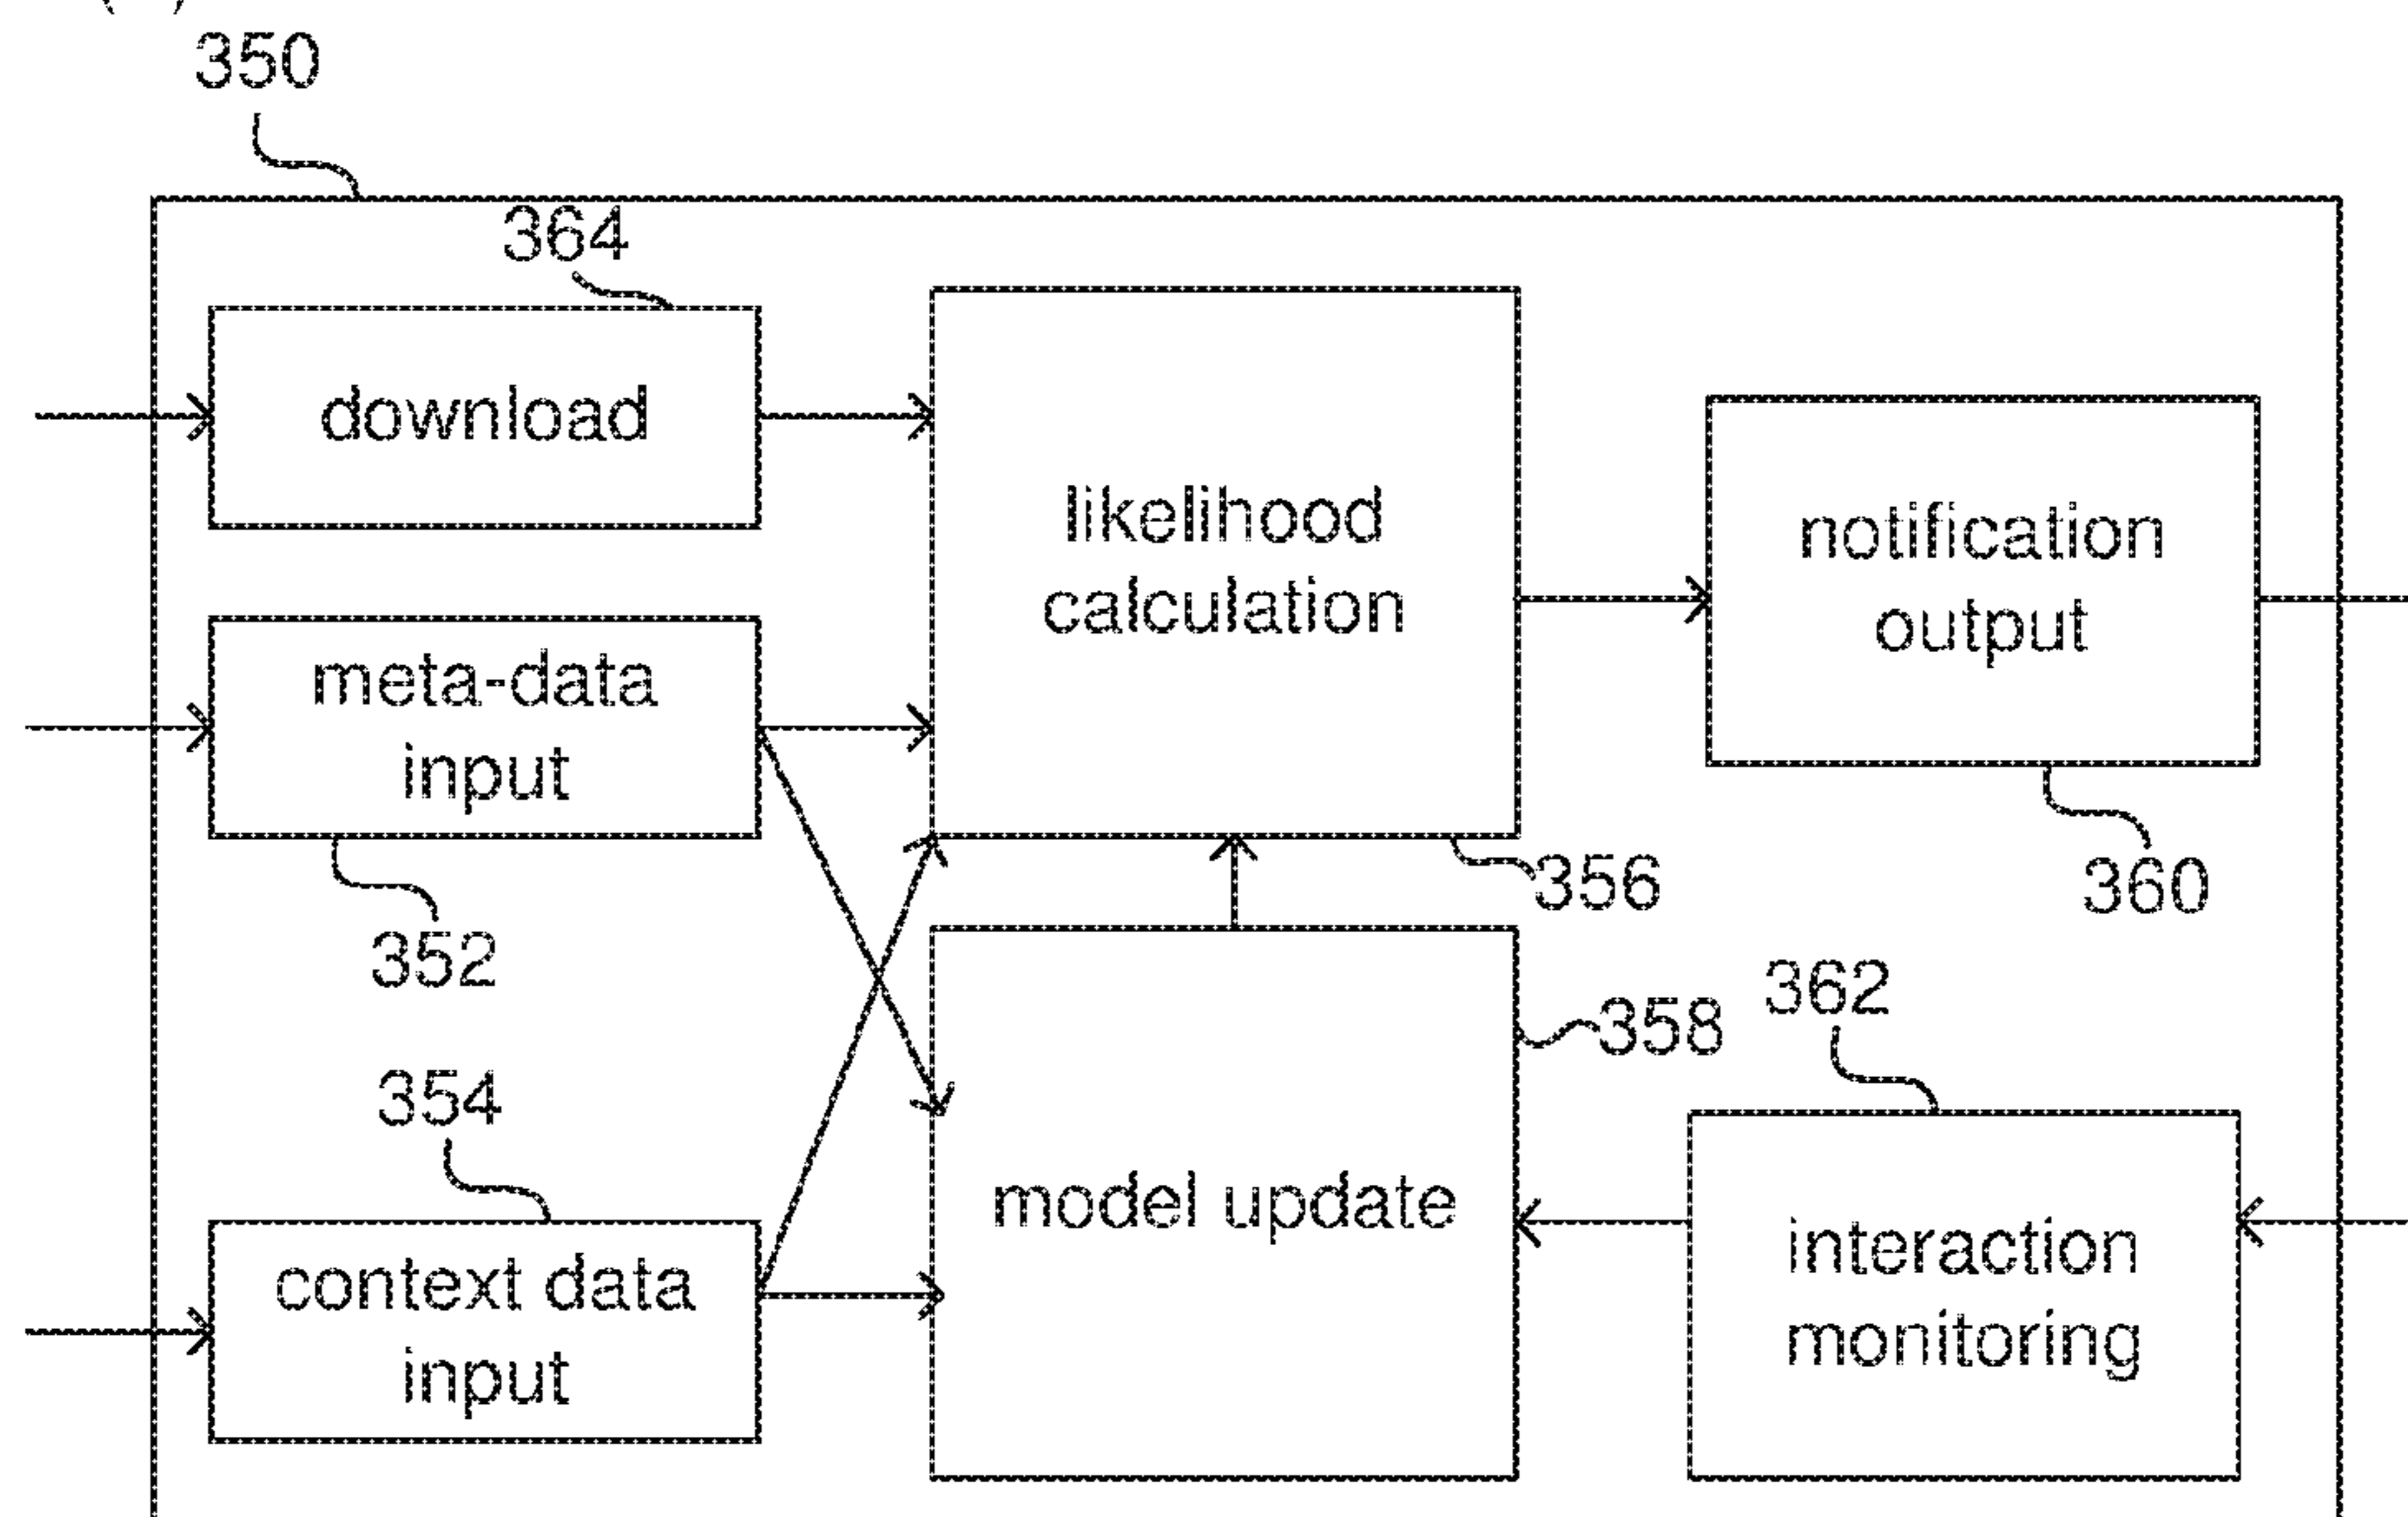 350
364
download
likelihood
calculation
notification
output
meta-data
input
356
360
352
362
358
354
model update
interaction
monitoring
context data
input